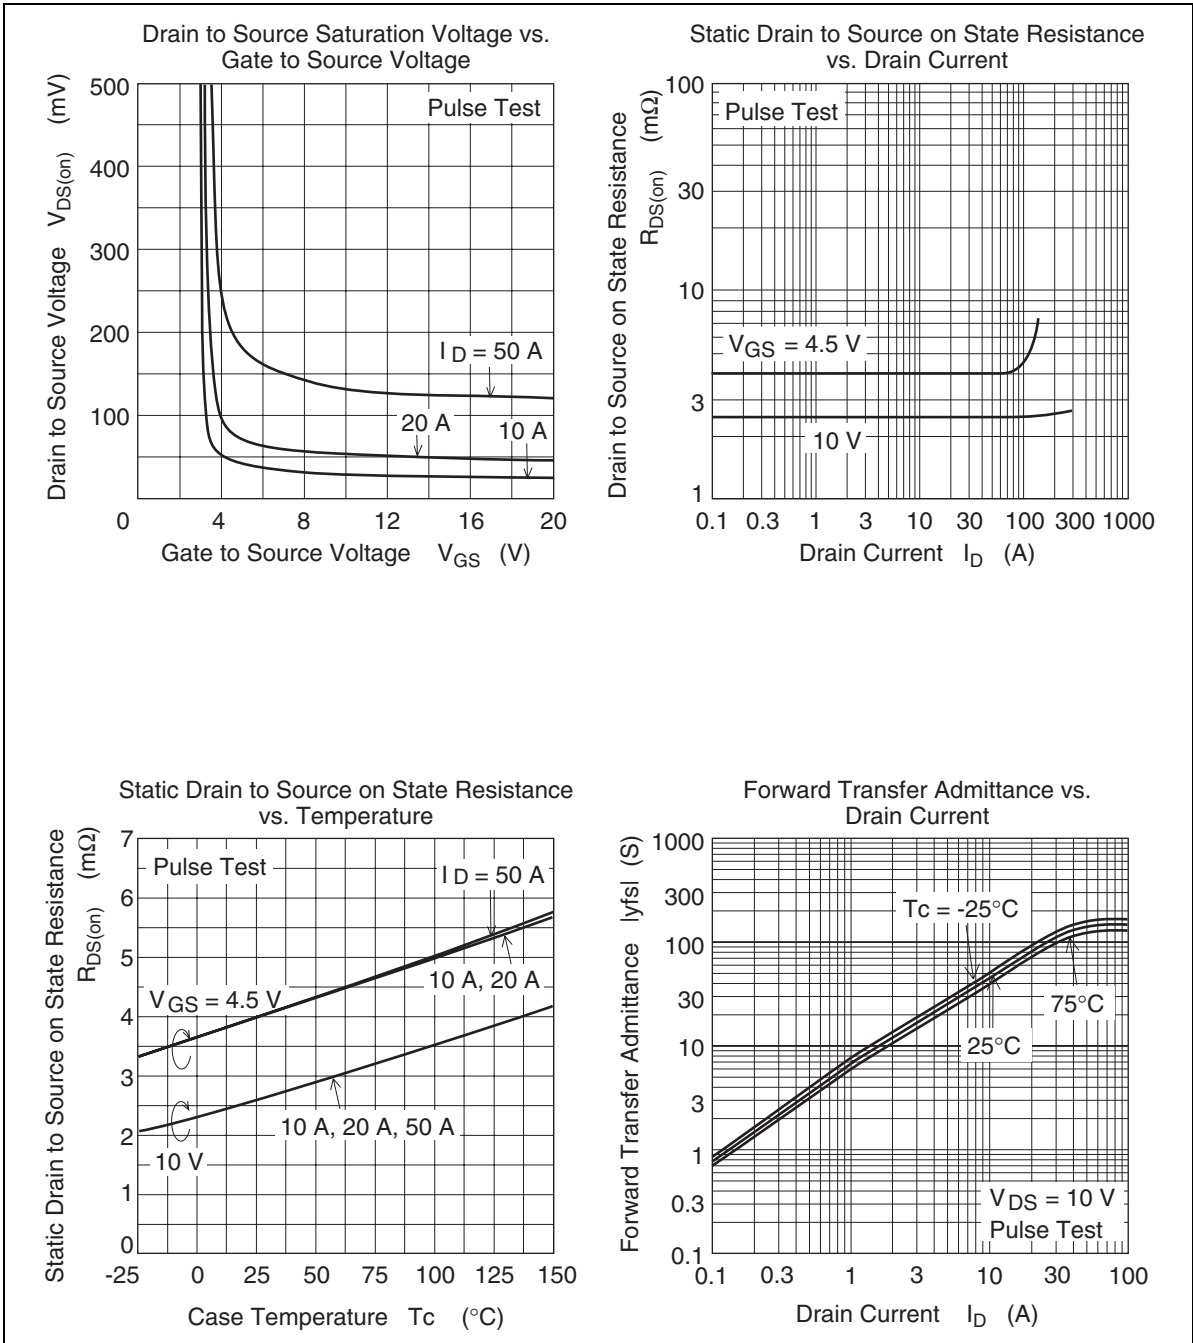 Drain to Source Saturation Voltage vs.
Gate to Source Voltage
Drain to Source Voltage V DS(on) (mV)
500
400
300
200
100
0
4
8
12
16
20
Pulse Test
I D = 50 A
20 A
10 A
Gate to Source Voltage V GS (V)
Static Drain to Source on State Resistance
vs. Drain Current
Static Drain to Source on State Resistance
R DS(on) (mΩ)
100
30
10
3
1
0.1
0.3
1
3
10
30
100
300
1000
Pulse Test
V GS = 4.5 V
10 V
Drain Current I D (A)
Static Drain to Source on State Resistance
vs. Temperature
Static Drain to Source on State Resistance
R DS(on) (mΩ)
7
6
5
4
3
2
1
0
-25
0
25
50
75
100
125
150
Pulse Test
I D = 50 A
10 A, 20 A
V GS = 4.5 V
10 A, 20 A, 50 A
10 V
Case Temperature Tc (°C)
Forward Transfer Admittance vs.
Drain Current
Forward Transfer Admittance |yfs| (S)
1000
300
100
30
10
3
1
0.3
0.1
0.1
0.3
1
3
10
30
100
Tc = -25°C
75°C
25°C
V DS = 10 V
Pulse Test
Drain Current I D (A)